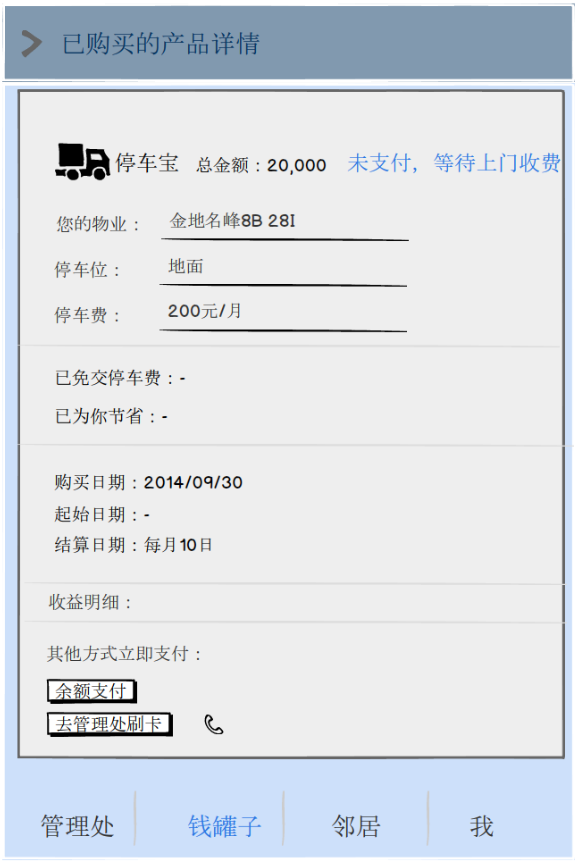 已购买的产品详情
停车宝 总金额：20,000 未支付，等待上门收费
您的物业： 金地名峰8B 28I
停车位： 地面
停车费： 200元/月
已免交停车费：-
已为你节省：-
购买日期：2014/09/30
起始日期：-
结算日期：每月10日
收益明细：
其他方式立即支付：
余额支付
去管理处刷卡
管理处 钱罐子 邻居 我